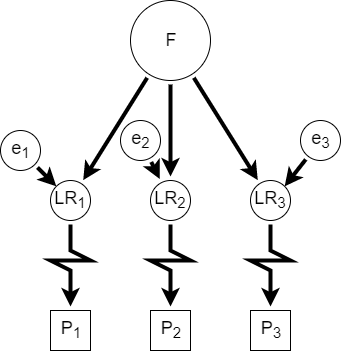 F
e₁
e₂
e₃
LR₁
LR₂
LR₃
P₁
P₂
P₃